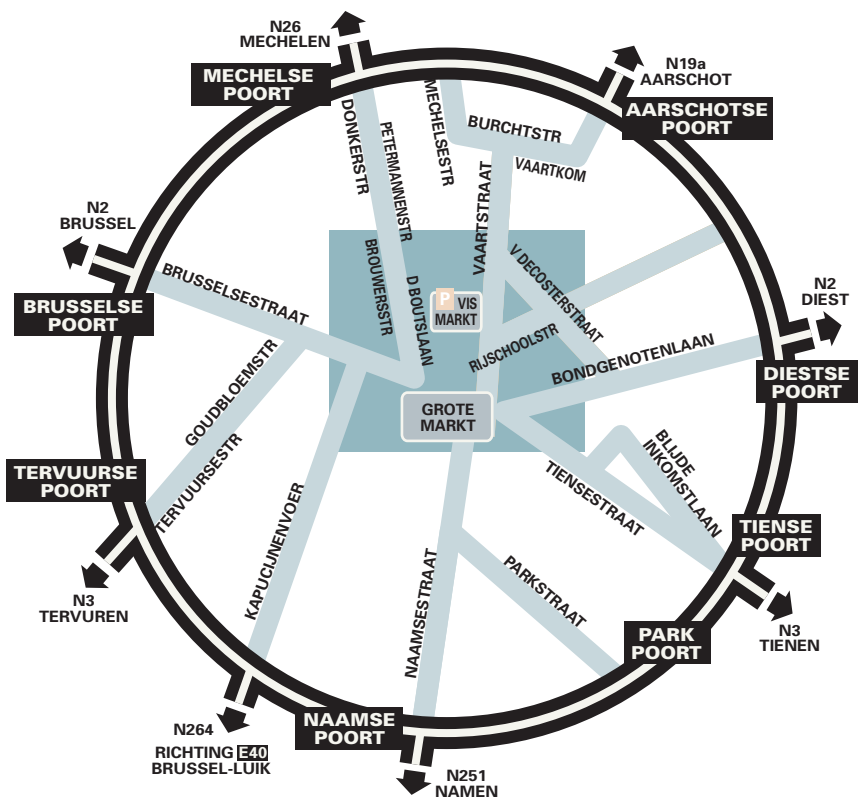 N26
MECHELEN
N19a
AARSCHOT
MECHELSE
POORT
AARSCHOTSE
POORT
DONKERSTR
PETERMANNENSTR
MECHELSESTR
BURCHTSTR
VAARTKOM
VAARTSTRAAT
N2
BRUSSEL
BRUSSELSESTRAAT
BROUWERSSTR
D BOUTSLAAN
P VIS
MARKT
V.DECOSTERSTRAAT
N2
DIEST
BRUSSELSE
POORT
RIJSCHOOLSTR
BONDGENOTENLAAN
DIESTSE
POORT
GOUDBLOEMSTR
GROTE
MARKT
TERVUURSE
POORT
TERVUURSESTR
TIENSESTRAAT
BLIJDE
INKOMSTLAAN
TIENSE
POORT
KAPUCIJNENVOER
NAAMSESTRAAT
PARKSTRAAT
N3
TERVUREN
PARK
POORT
N3
TIENEN
N264
RICHTING E40
BRUSSEL-LUIK
NAAMSE
POORT
N251
NAMEN